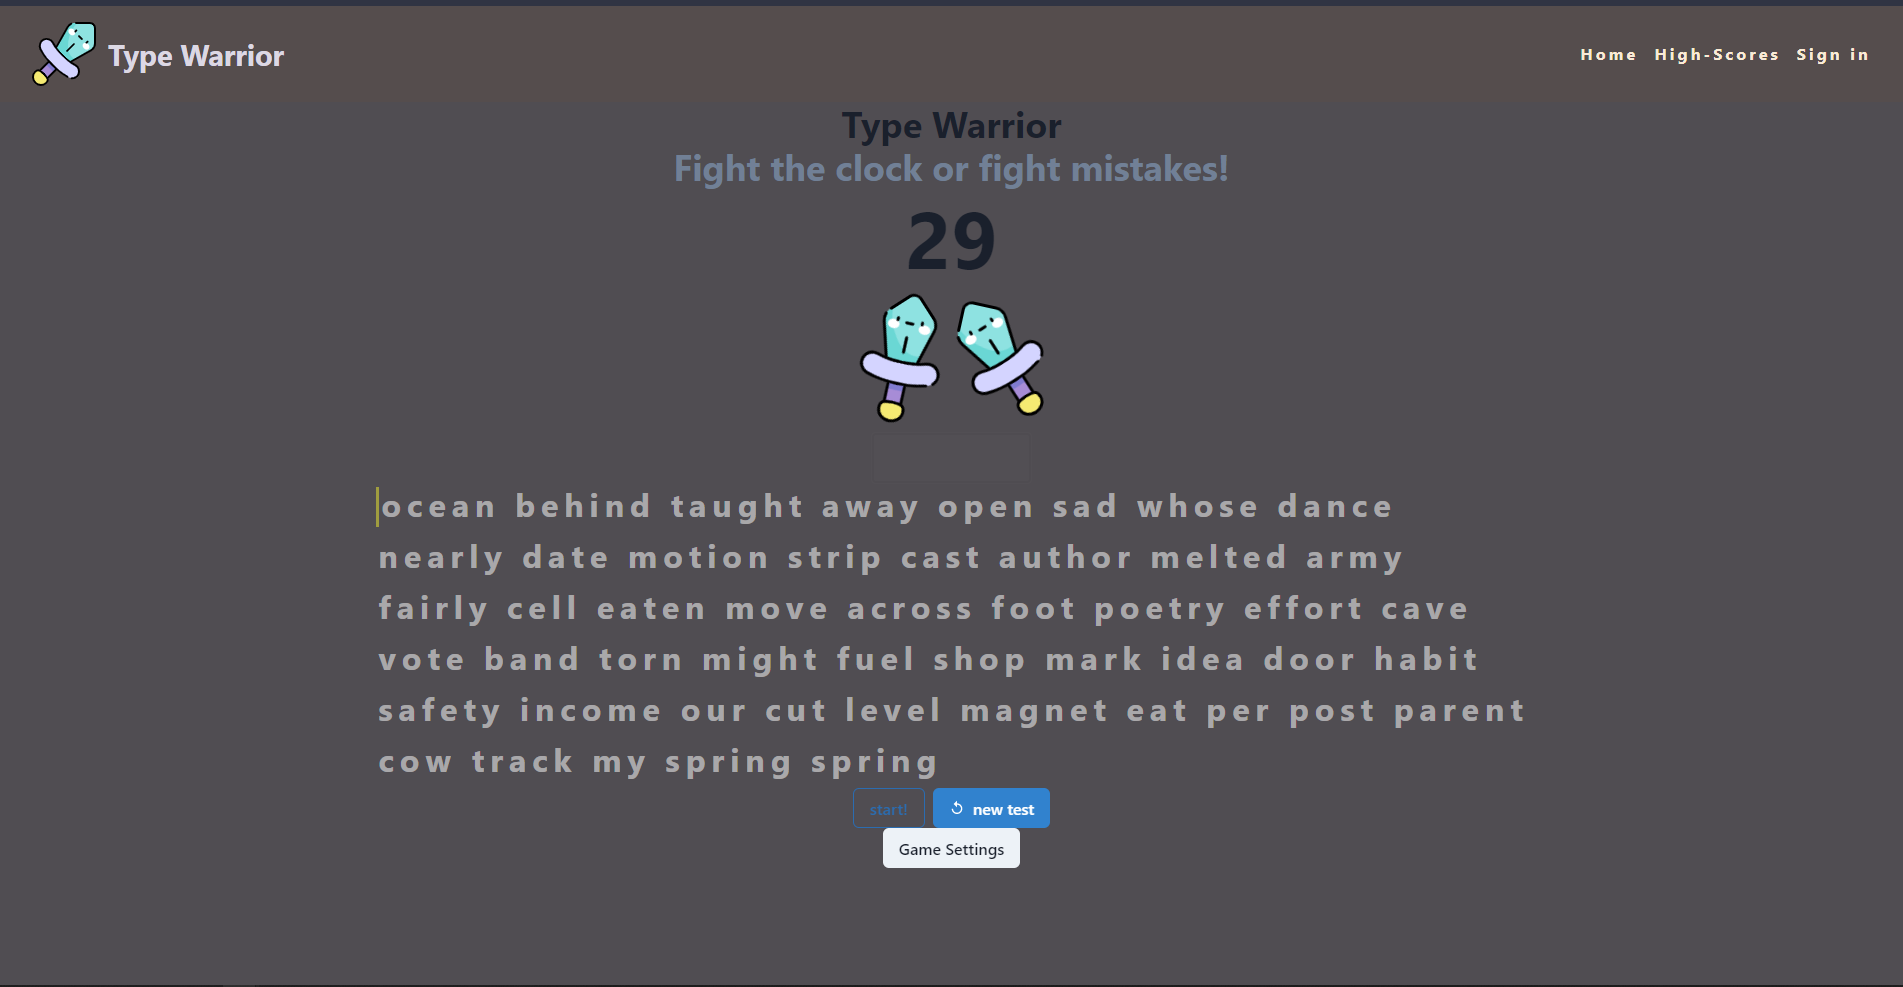 Type Warrior
Home High-Scores Sign in
Type Warrior
Fight the clock or fight mistakes!
29
ocean behind taught away open sad whose dance
nearly date motion strip cast author melted army
fairly cell eaten move across foot poetry effort cave
vote band torn might fuel shop mark idea door habit
safety income our cut level magnet eat per post parent
cow track my spring spring
start! new test
Game Settings